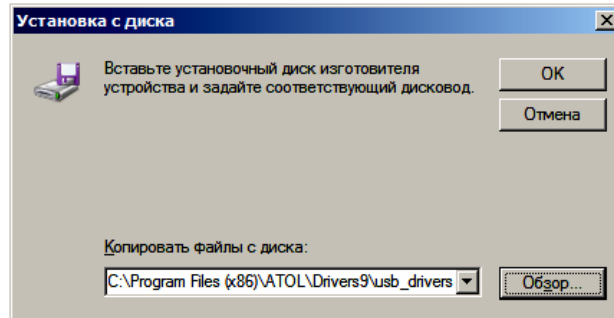 Установка с диска
Вставьте установочный диск изготовителя
устройства и задайте соответствующий дисковод.
ОК
Отмена
Копировать файлы с диска:
C:\Program Files (x86)\ATOL\Drivers9\usb_drivers
Обзор...